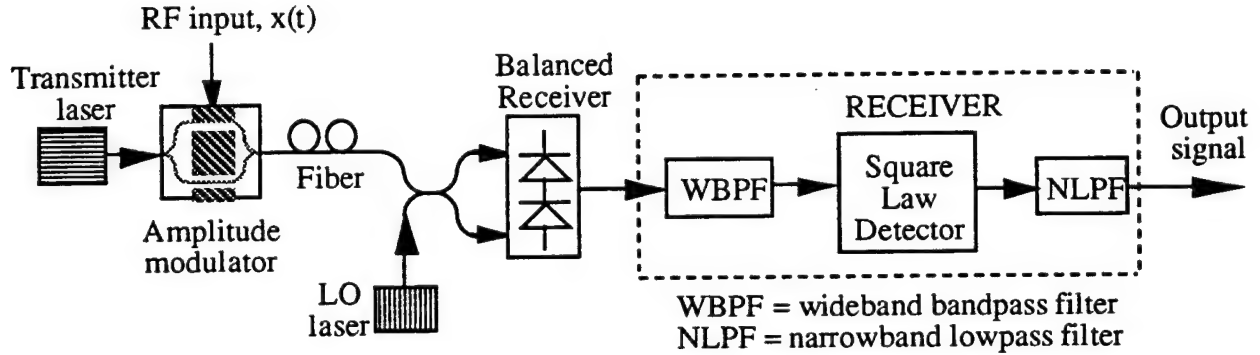 RF input, x(t)
Transmitter
laser
Amplitude
modulator
Fiber
LO
laser
Balanced
Receiver
RECEIVER
WBPF
Square
Law
Detector
NLPF
Output
signal
WBPF = wideband bandpass filter
NLPF = narrowband lowpass filter